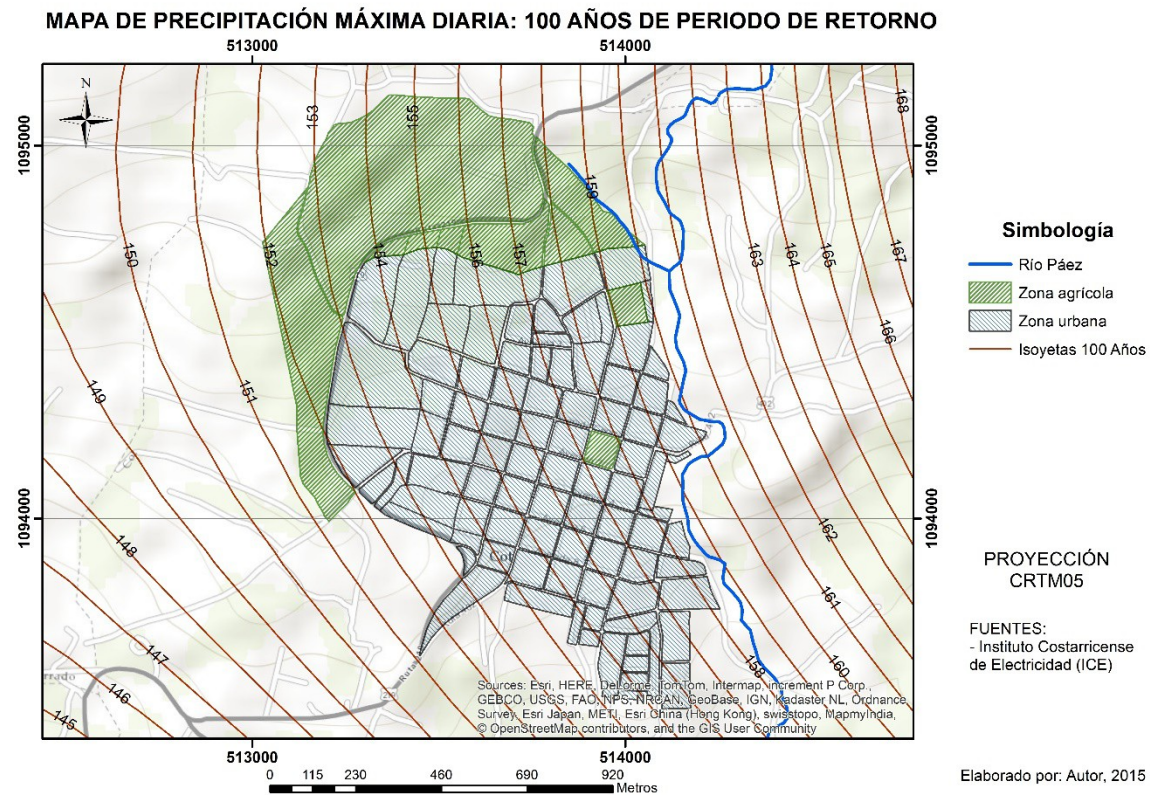 MAPA DE PRECIPITACIÓN MÁXIMA DIARIA: 100 AÑOS DE PERIODO DE RETORNO
513000
514000
N
153
155
168
1095000
1095000
159
150
152
154
156
157
163
164
165
167
166
149
151
Cot
1094000
1094000
148
162
161
147
158
160
146
145
Sources: Esri, HERE, DeLorme, TomTom, Intermap, increment P Corp.,
GEBCO, USGS, FAO, NPS, NRCAN, GeoBase, IGN, Kadaster NL, Ordnance
Survey, Esri Japan, METI, Esri China (Hong Kong), swisstopo, MapmyIndia,
© OpenStreetMap contributors, and the GIS User Community
513000
514000
0 115 230 460 690 920
Metros
Simbología
Río Páez
Zona agrícola
Zona urbana
Isoyetas 100 Años
PROYECCIÓN
CRTM05
FUENTES:
- Instituto Costarricense
de Electricidad (ICE)
Elaborado por: Autor, 2015